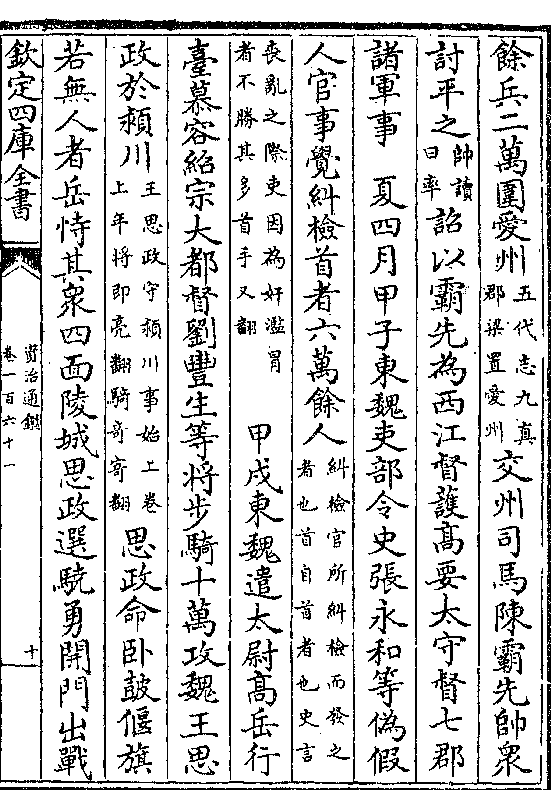 餘兵二萬圍愛州五代志九真郡梁置愛州交州司馬陳霸先帥衆
討平之帥讀曰率詔以霸先為西江督護髙要太守督七郡
諸軍事　夏四月甲子東魏吏部令史張永和等偽假
人官事覺糾檢首者六萬餘人糾檢官所糾檢而發之者也首自首者也史言
喪亂之際吏因為奸濫冒者不勝其多首手又翻　甲戌東魏遣太尉髙岳行
臺慕容紹宗大都督劉豐生等将步騎十萬攻魏王思
政於潁川王思政守潁川事始上卷上年将即亮翻騎奇寄翻思政命卧鼓偃旗
若無人者岳恃其衆四面陵城思政選驍勇開門出戰
欽定四庫全書
資治通鑑
卷一百六十一
十